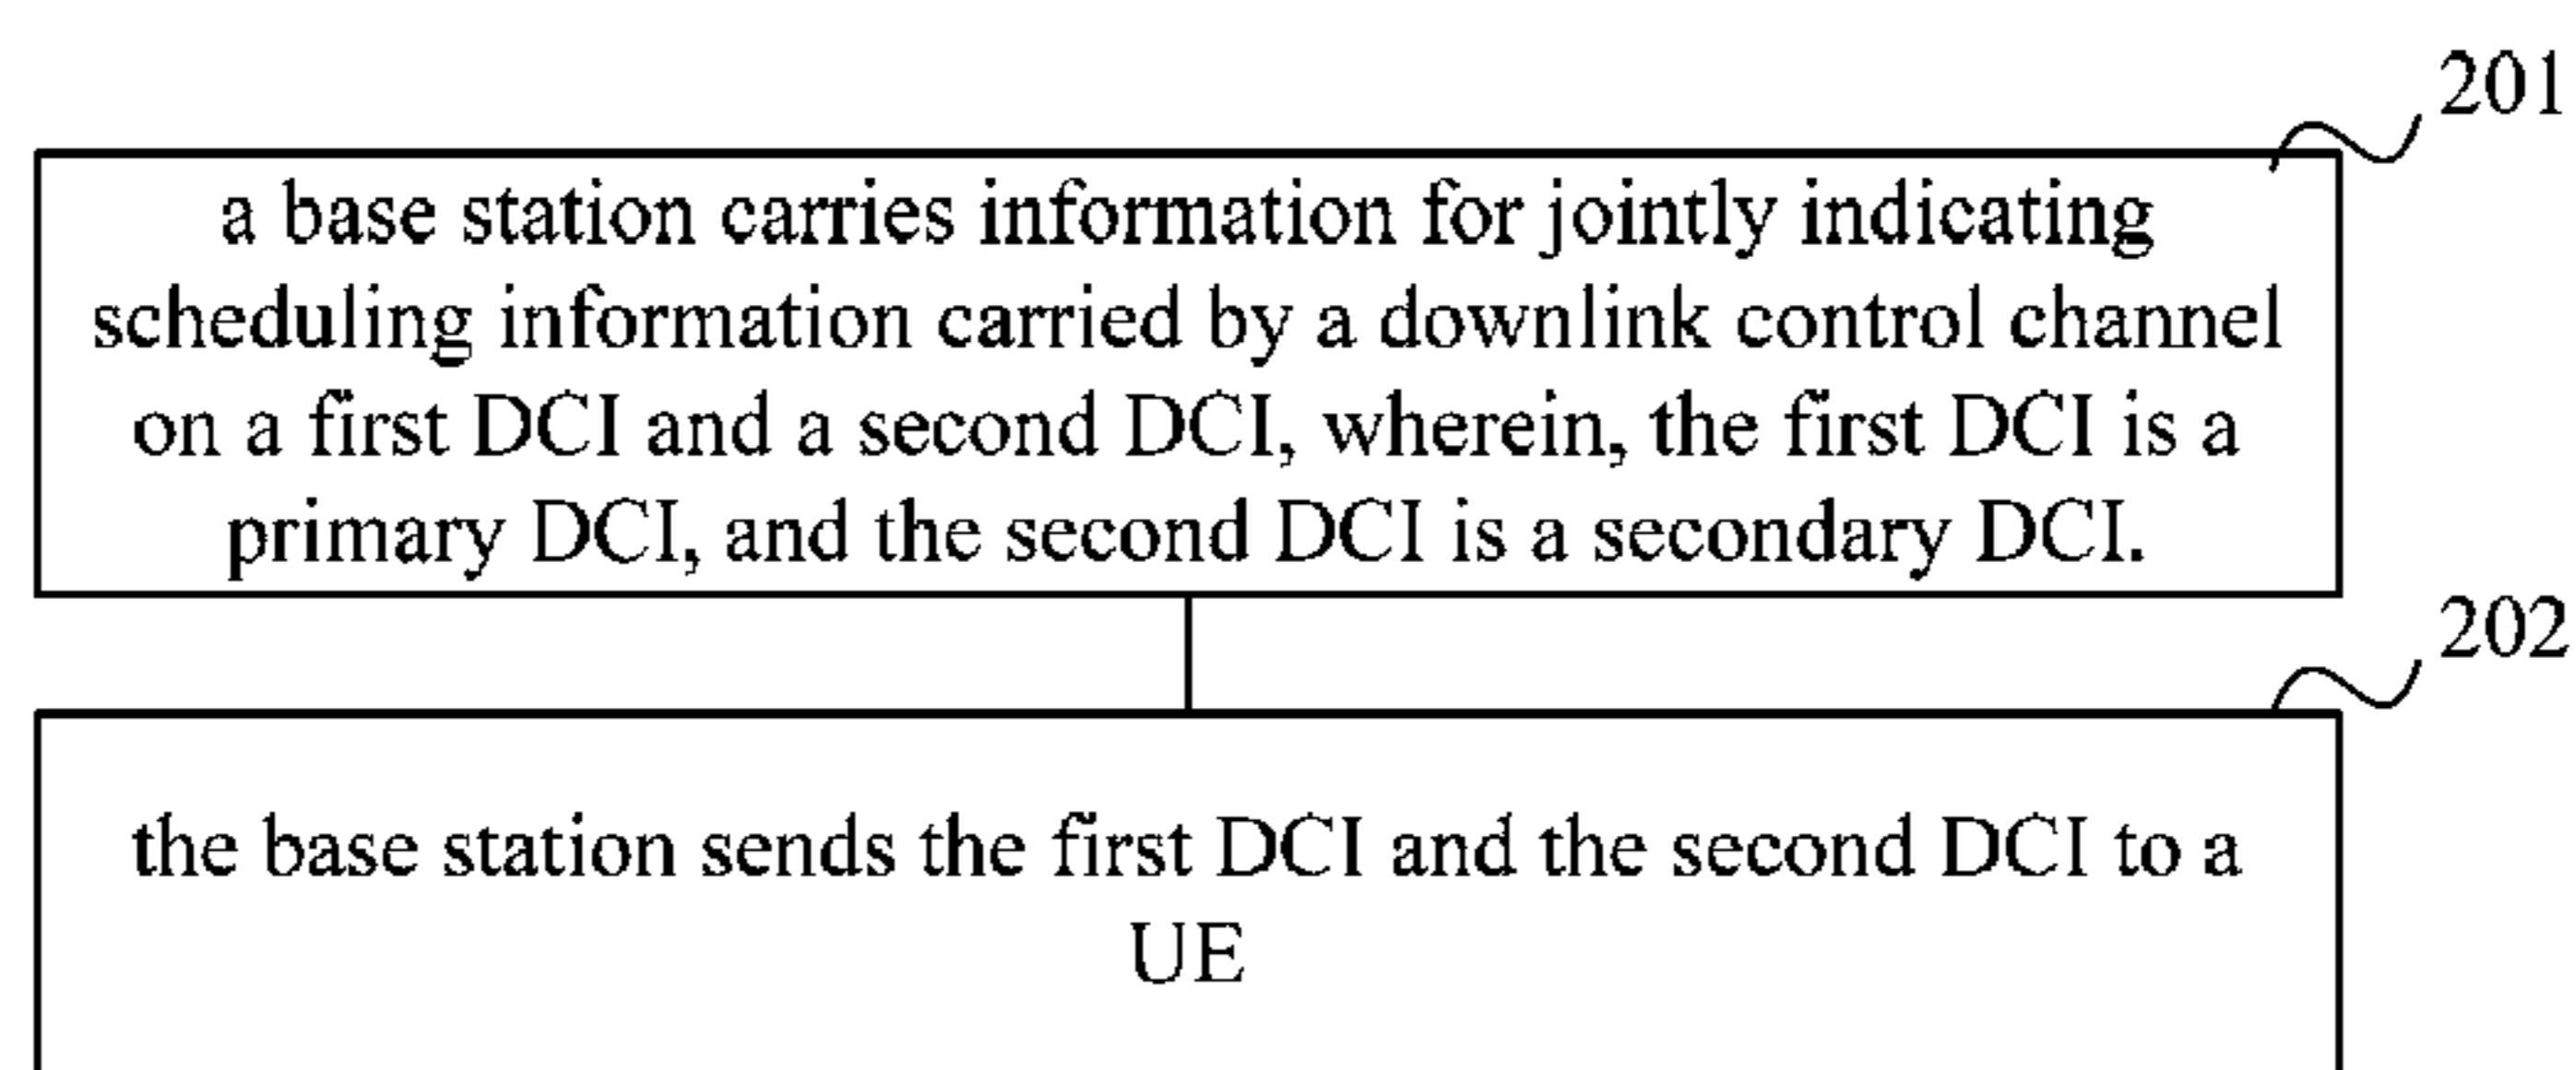 201
a base station carries information for jointly indicating
scheduling information carried by a downlink control channel
on a first DCI and a second DCI, wherein, the first DCI is a
primary DCI, and the second DCI is a secondary DCI.
202
the base station sends the first DCI and the second DCI to a
UE